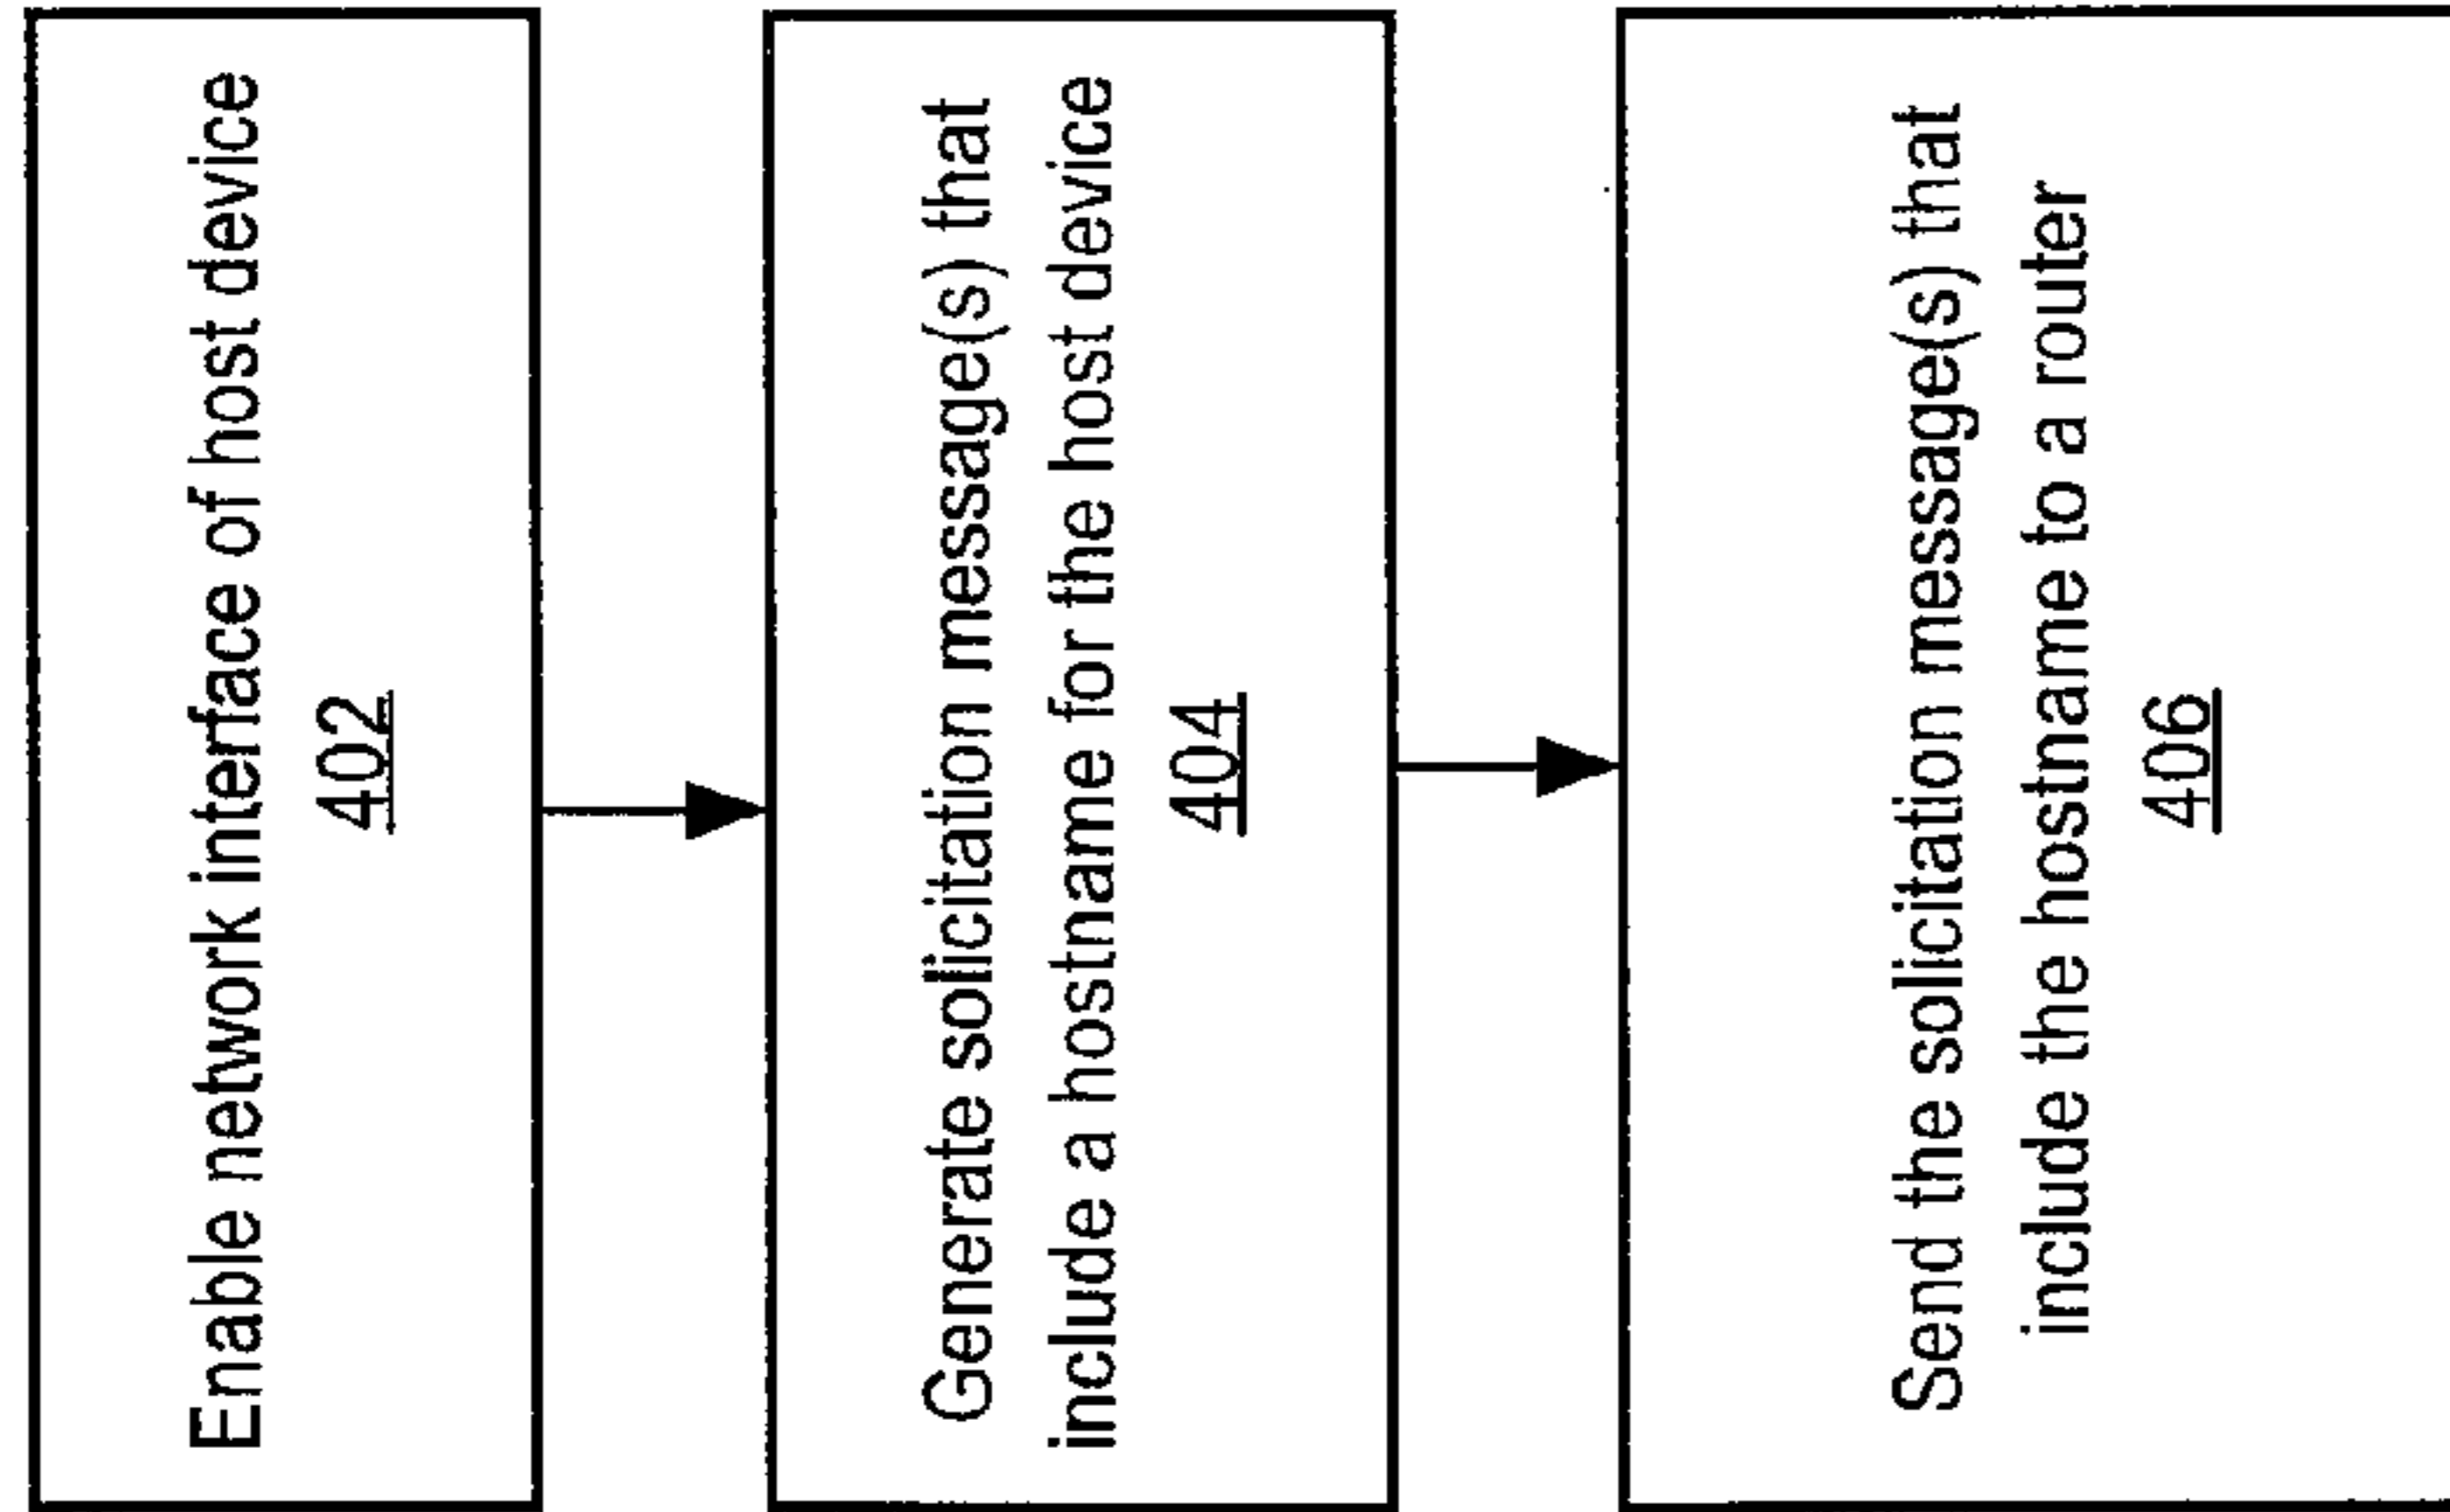 Enable network interface of host device
402
Generate solicitation message(s) that
include a hostname for the host device
404
Send the solicitation message(s) that
include the hostname to a router
406